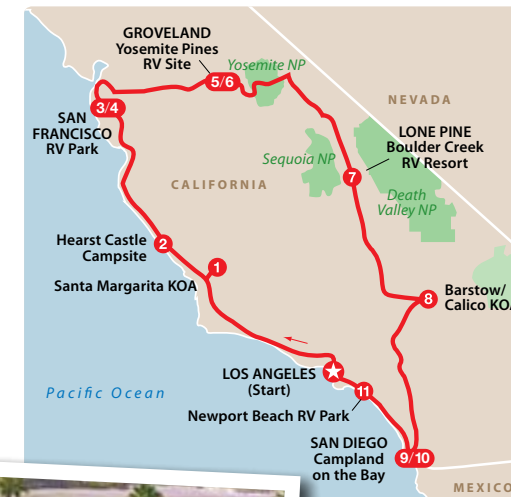 GROVELAND
Yosemite Pines
RV Site
Yosemite NP
5/6
NEVADA
3/4
SAN
FRANCISCO
RV Park
LONE PINE
Boulder Creek
RV Resort
Sequoia NP
7
CALIFORNIA
Death
Valley NP
Hearst Castle
Campsite
2
1
Santa Margarita KOA
8
Barstow/
Calico KOA
LOS ANGELES
(Start)
Pacific Ocean
11
Newport Beach RV Park
SAN DIEGO
Campland
on the Bay
9/10
MEXICO